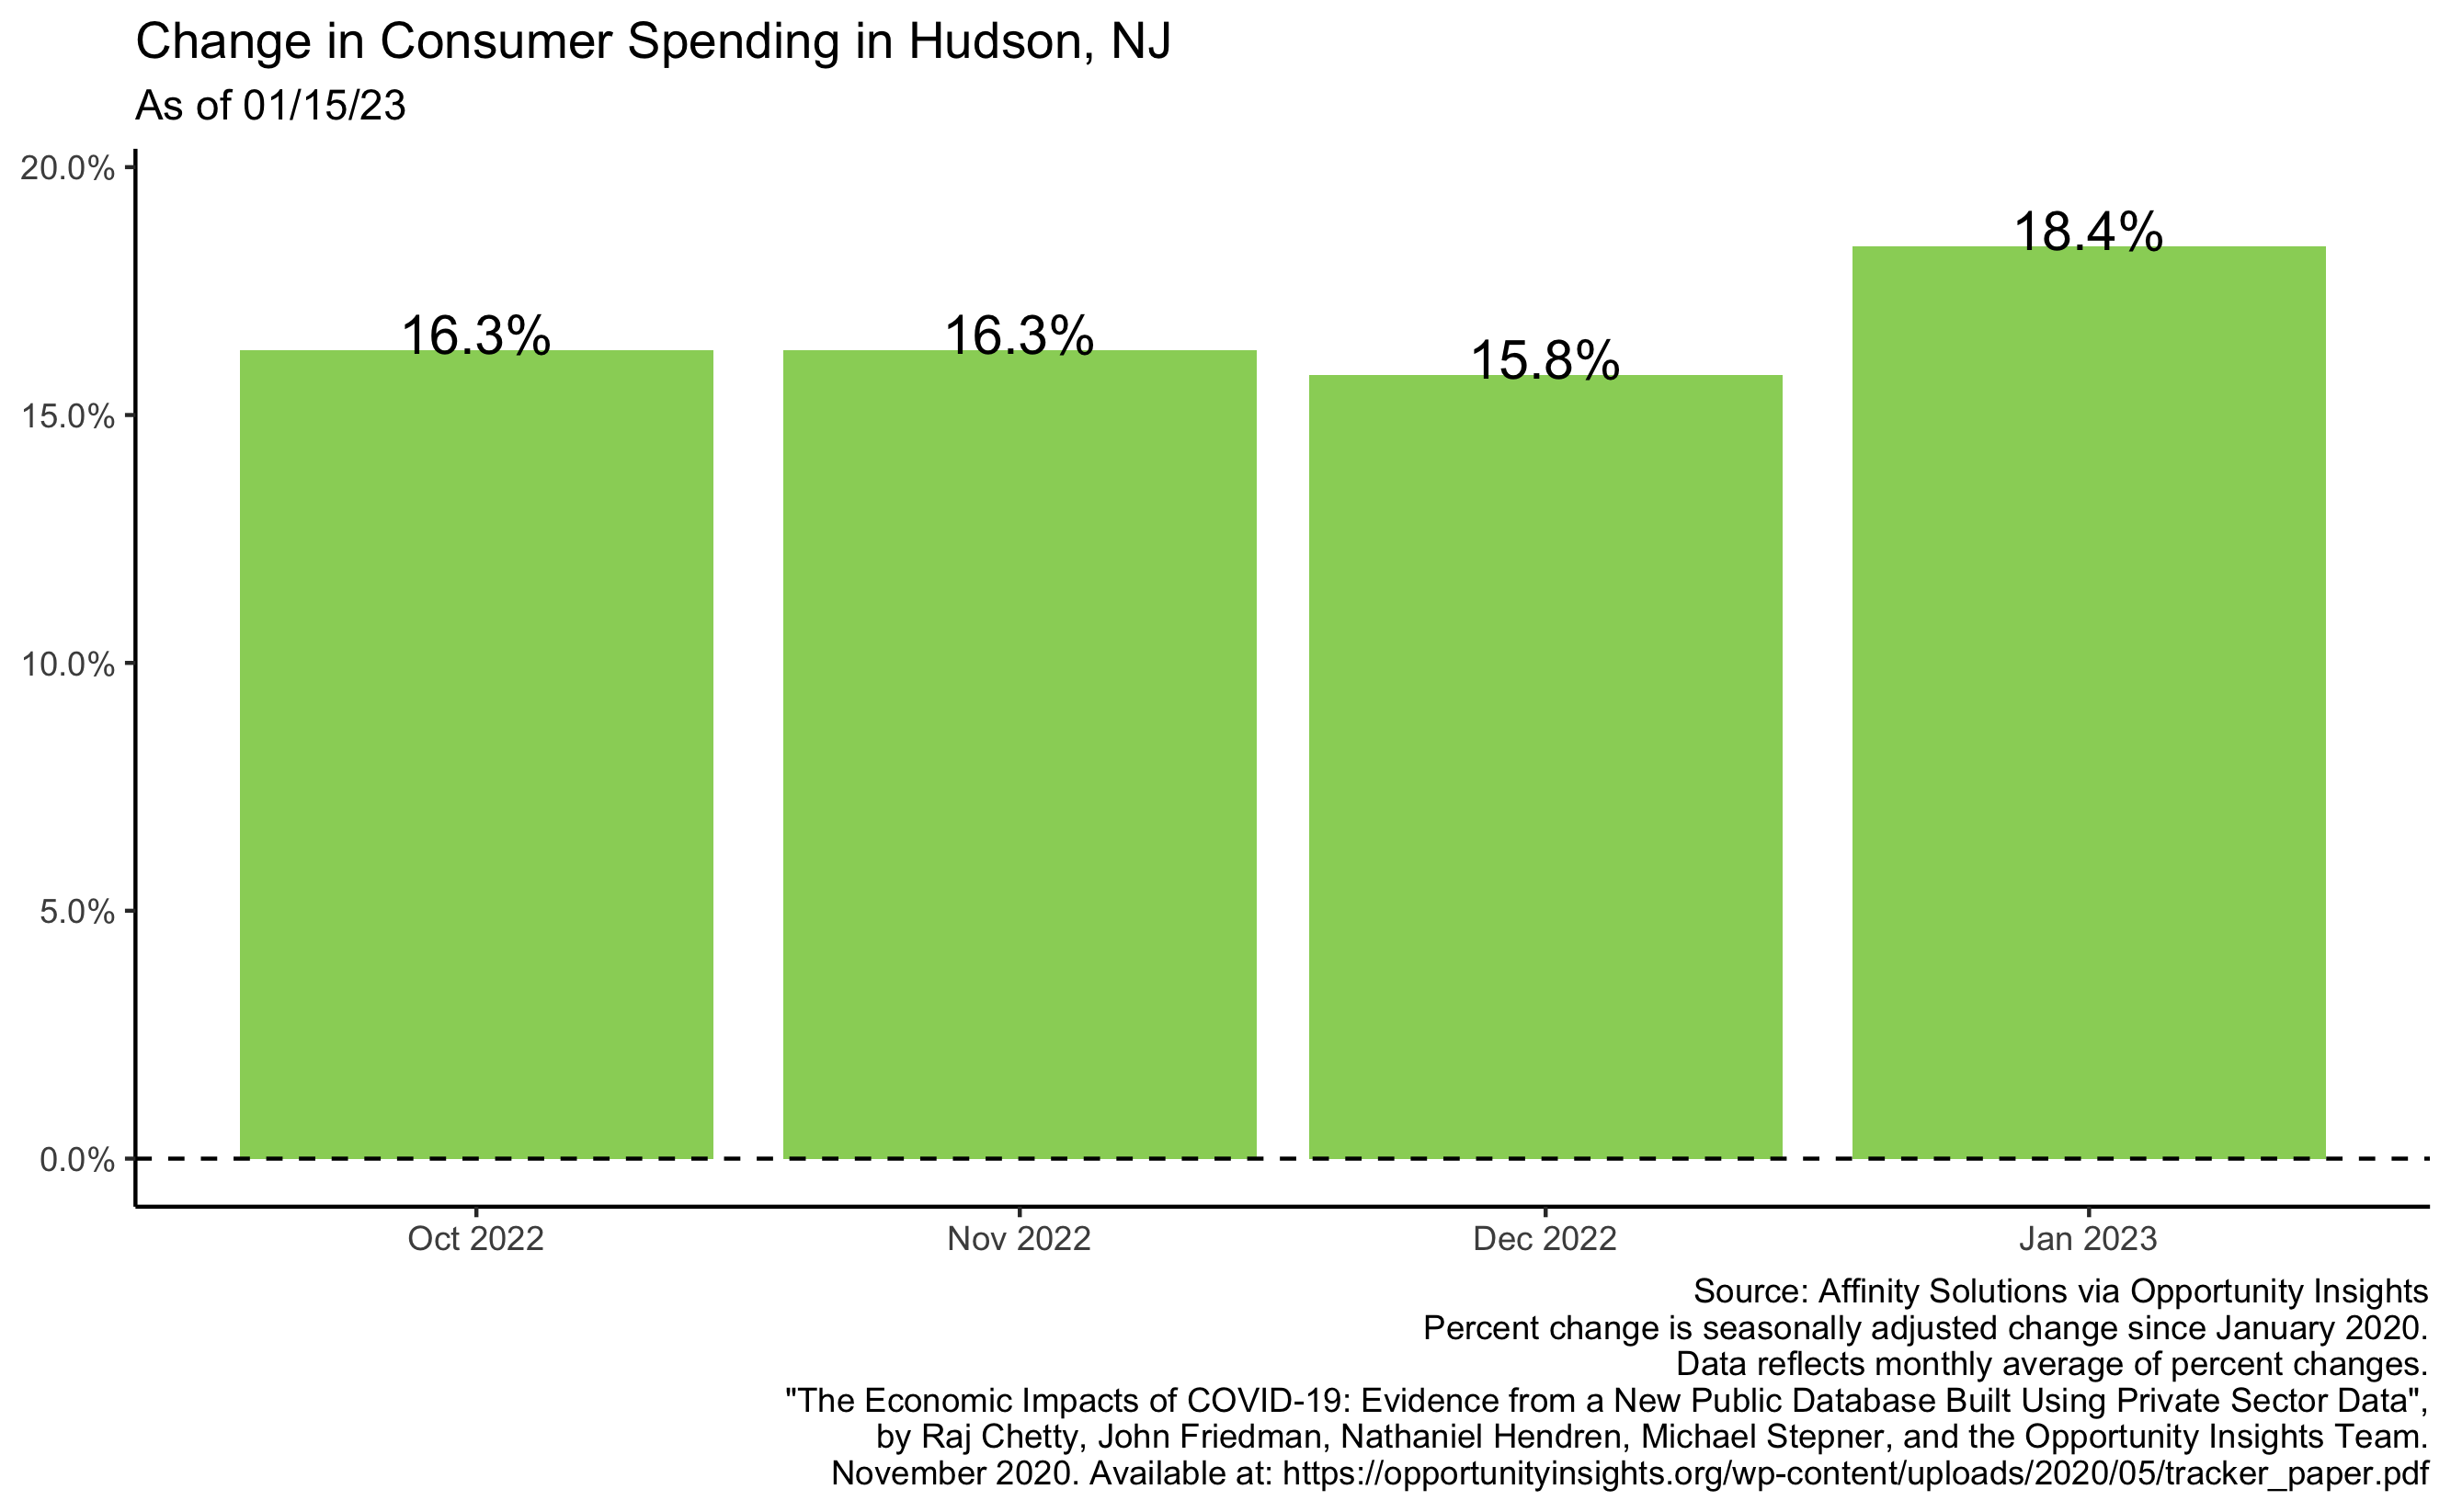 Change in Consumer Spending in Hudson, NJ
As of 01/15/23
20.0%
15.0%
10.0%
5.0%
0.0%
16.3%
16.3%
15.8%
18.4%
Oct 2022
Nov 2022
Dec 2022
Jan 2023
Source: Affinity Solutions via Opportunity Insights
Percent change is seasonally adjusted change since January 2020.
Data reflects monthly average of percent changes.
"The Economic Impacts of COVID-19: Evidence from a New Public Database Built Using Private Sector Data",
by Raj Chetty, John Friedman, Nathaniel Hendren, Michael Stepner, and the Opportunity Insights Team.
November 2020. Available at: https://opportunityinsights.org/wp-content/uploads/2020/05/tracker_paper.pdf